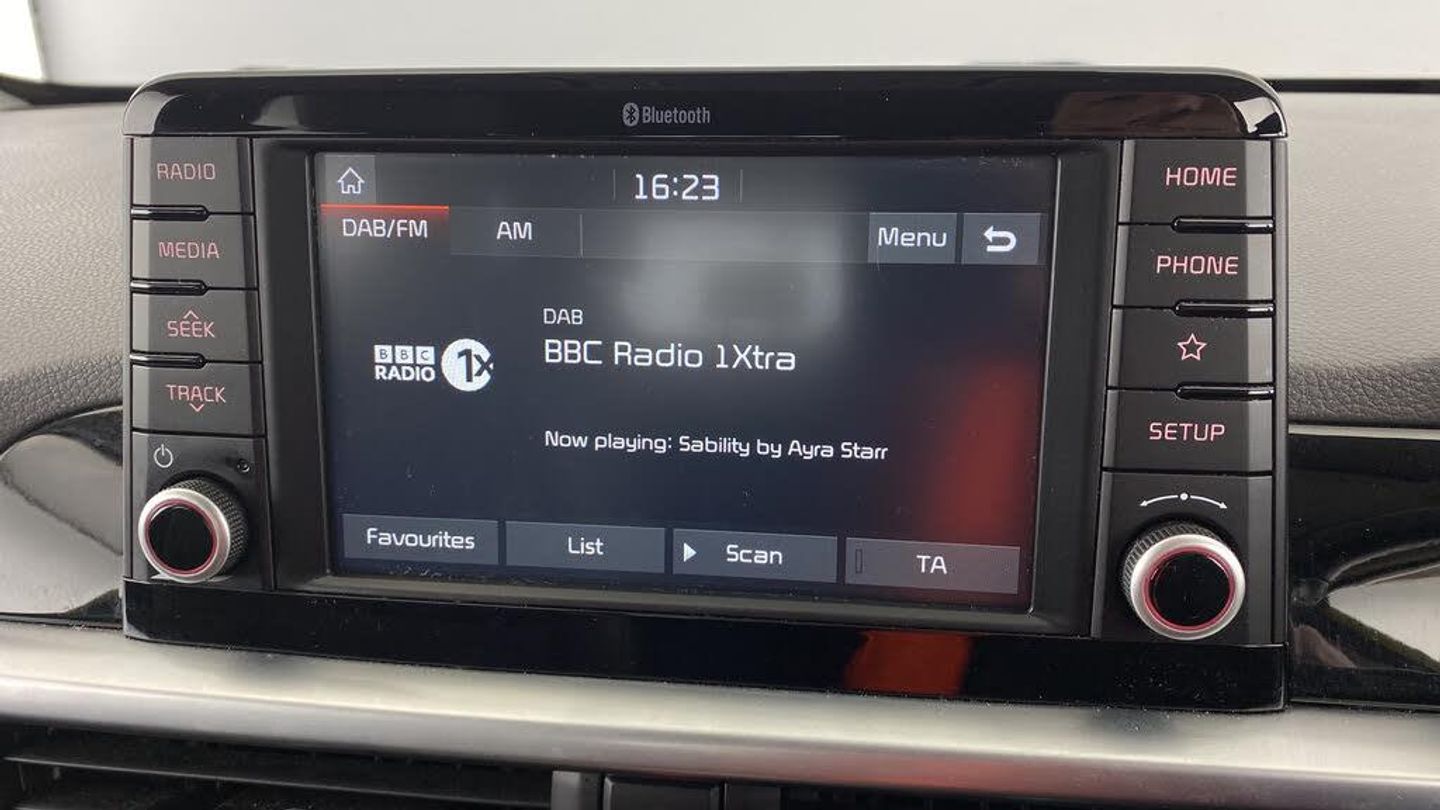 Bluetooth
RADIO
MEDIA
SEEK
TRACK
16:23
DAB/FM
AM
Menu
DAB
BBC Radio 1Xtra
BBC
RADIO
1x
Now playing: Sability by Ayra Starr
Favourites
List
Scan
TA
HOME
PHONE
SETUP